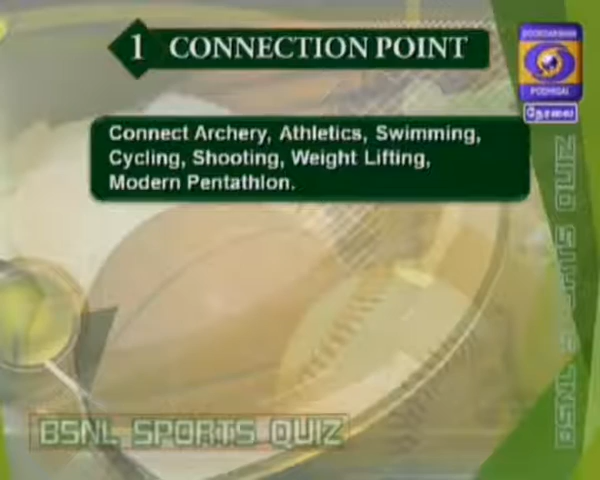 1 CONNECTION POINT
DOORDARSHAN
PODHIGAI
நேரலை
Connect Archery, Athletics, Swimming,
Cycling, Shooting, Weight Lifting,
Modern Pentathlon.
BSNL SPORTS QUIZ
BSNL SPORTS QUIZ